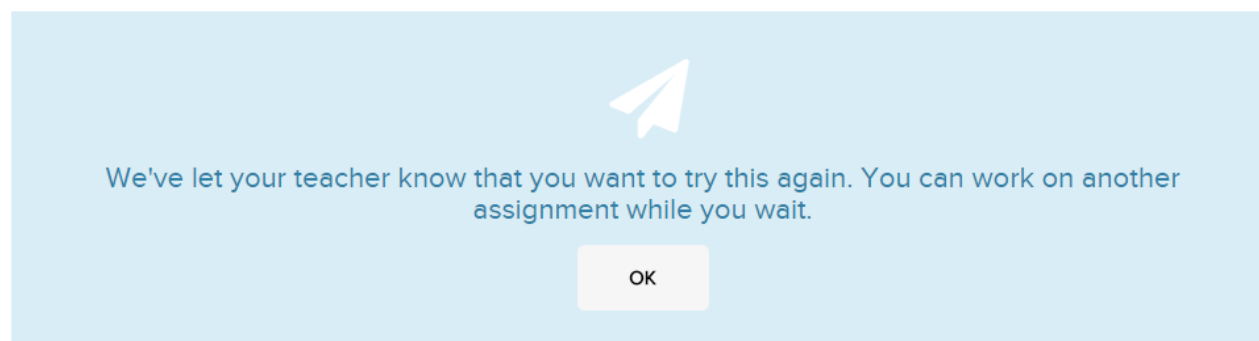 We've let your teacher know that you want to try this again. You can work on another
assignment while you wait.
OK